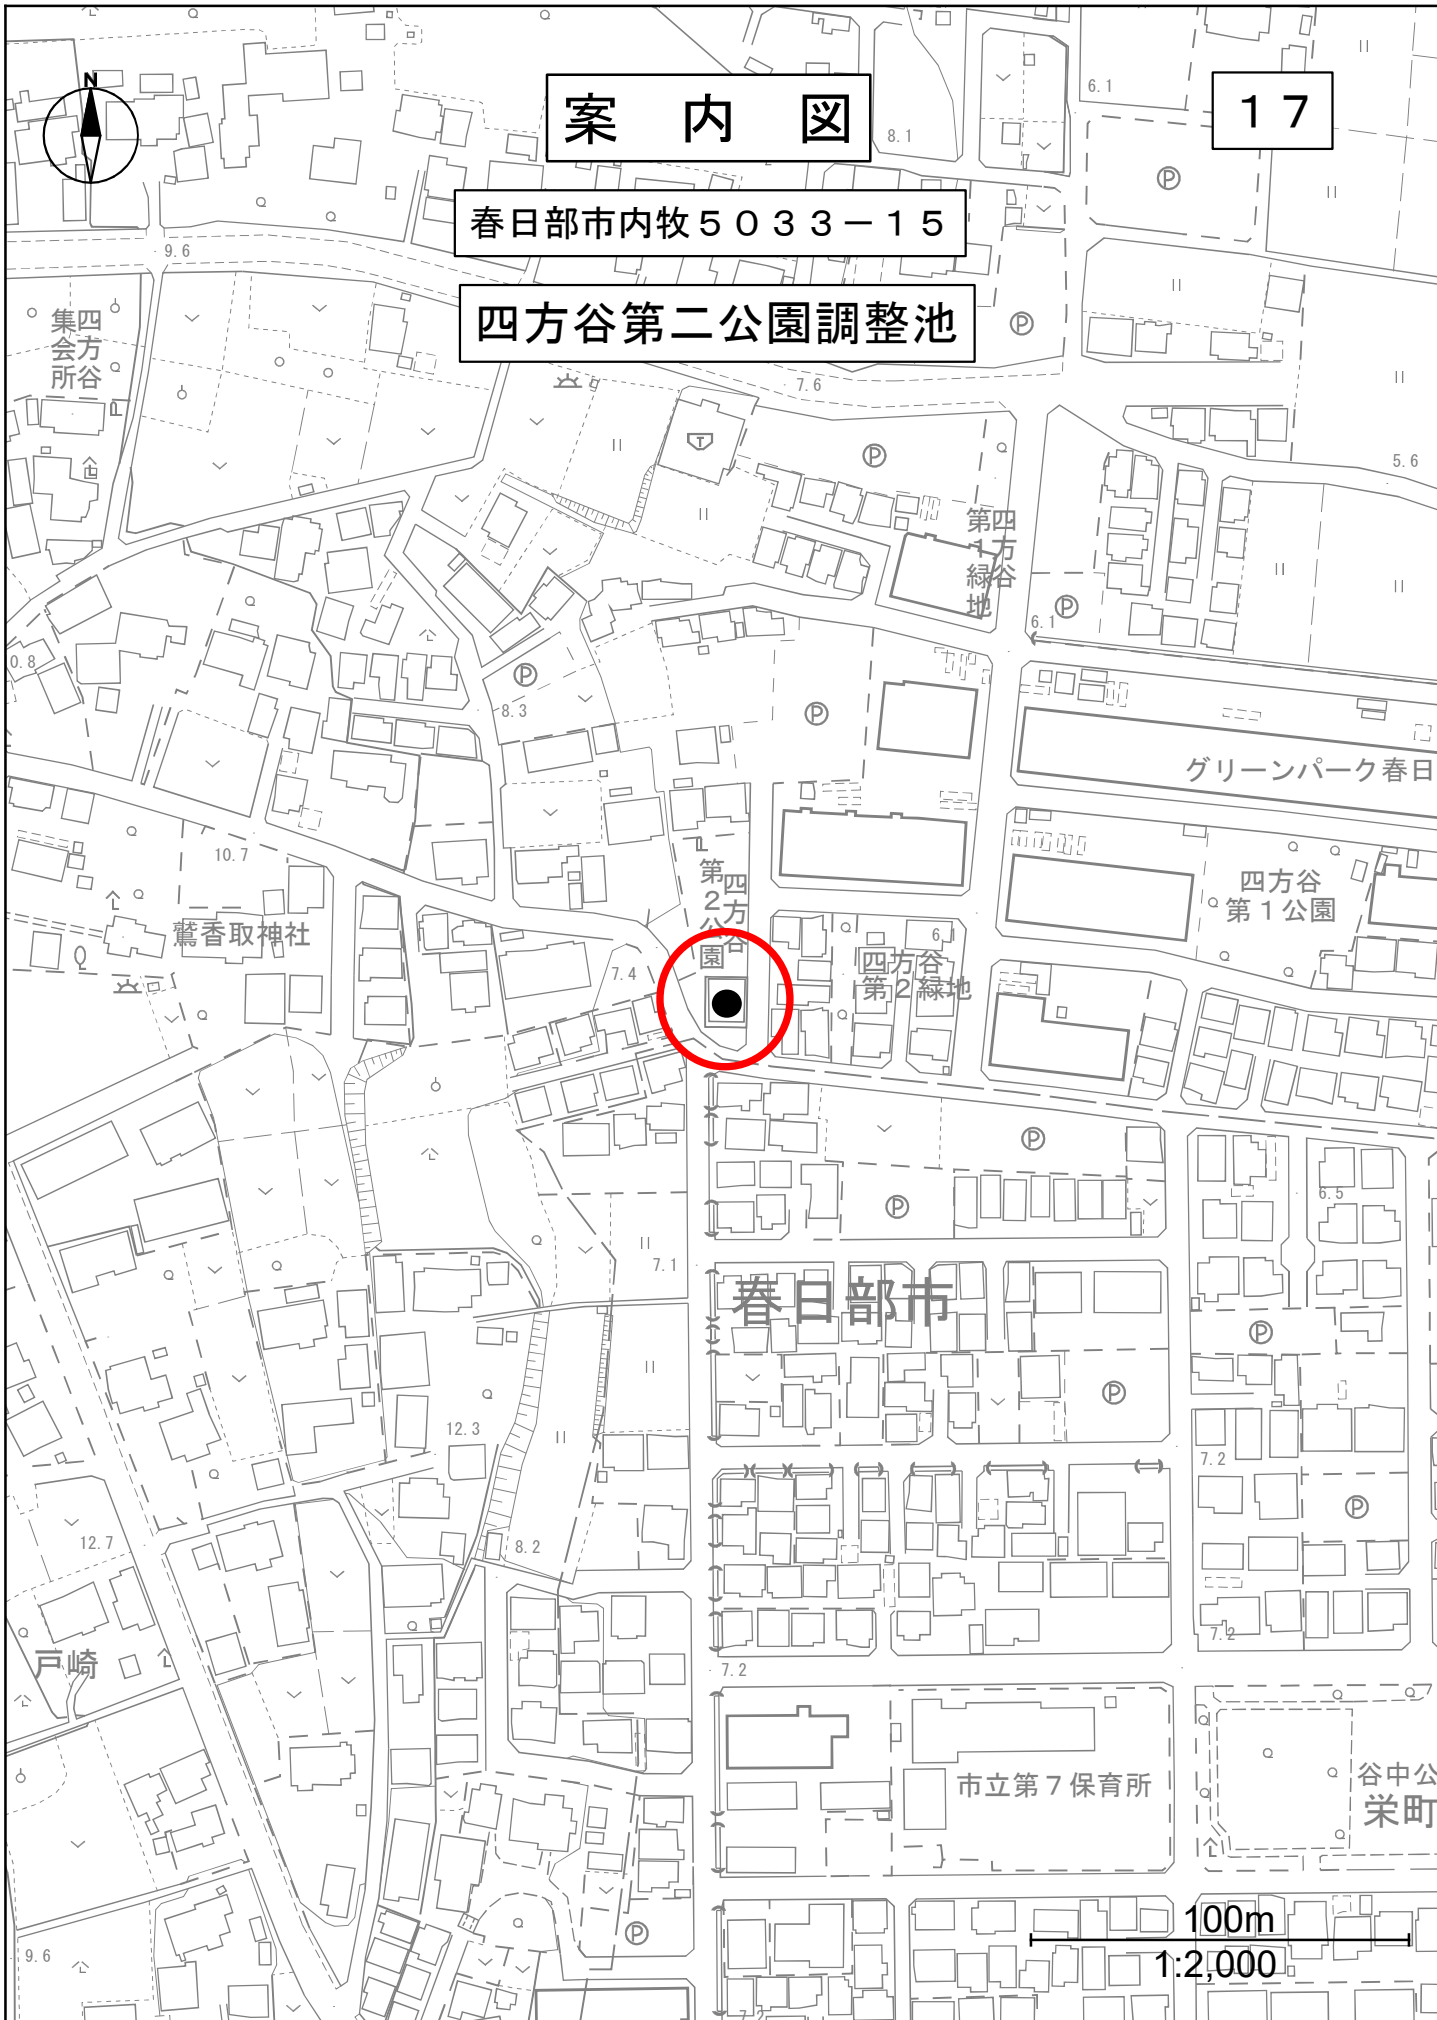 N
案内図
17
春日部市内牧５０３３－１５
四方谷第二公園調整池
6.1
8.1
9.6
四方谷集会所
7.6
5.6
四方谷第1緑地
6.1
0.8
8.3
グリーンパーク春日
10.7
四方谷第2公園
四方谷
第1公園
鷲香取神社
6
四方谷
第2緑地
7.4
6.5
7.1
春日部市
12.3
7.2
12.7
8.2
7.2
戸崎
7.2
市立第7保育所
谷中公
栄町
100m
9.6
1:2,000